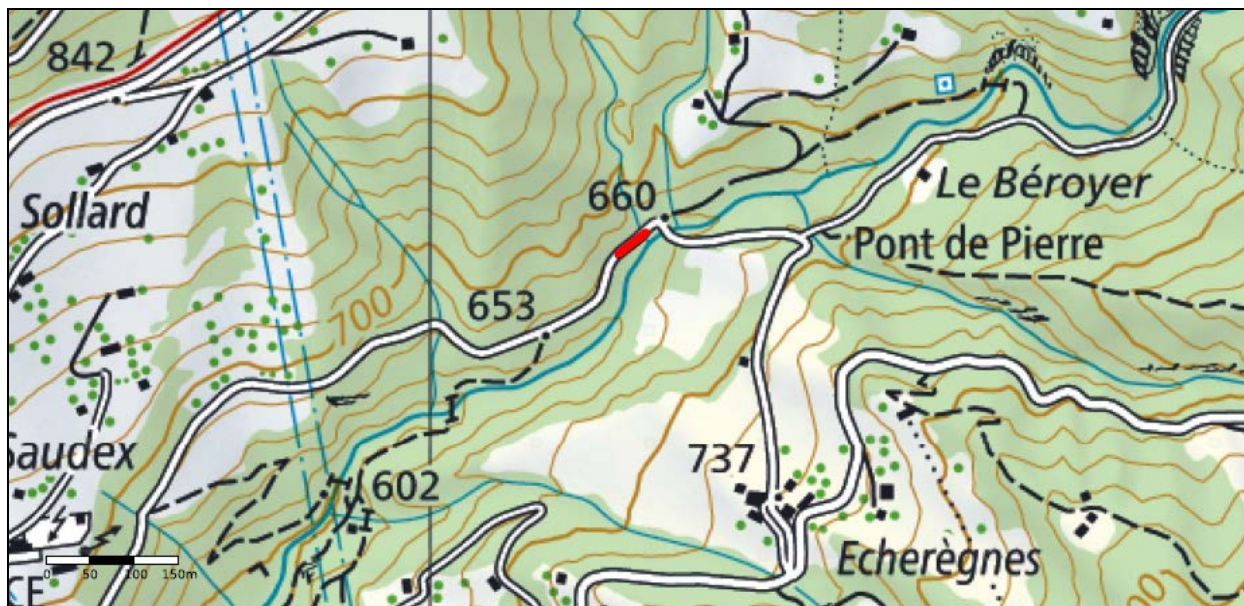 842
660
Le Béroyer
Sollard
Pont de Pierre
700
653
737
audex
602
Echerègnes
00
0 50 100 150m
CE